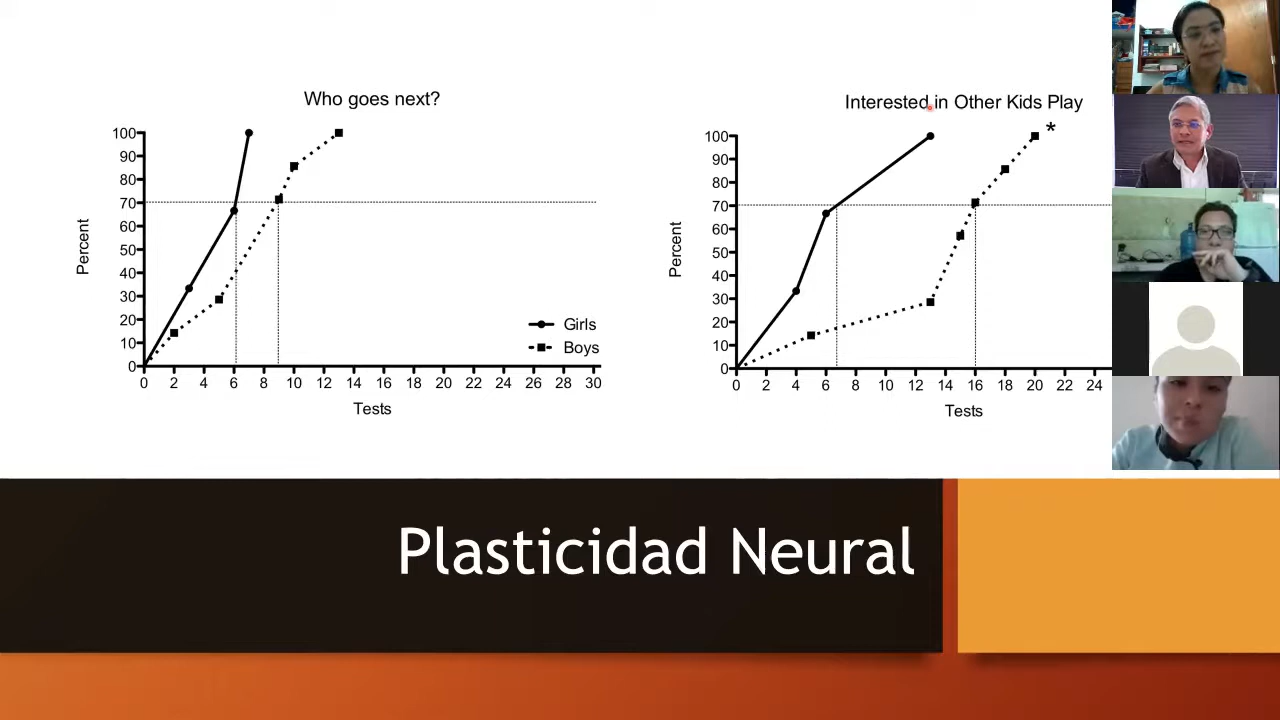 Who goes next?
100
90
80
70
60
50
40
30
20
10
0
Percent
0 2 4 6 8 10 12 14 16 18 20 22 24 26 28 30
Tests
Girls
Boys
Interested in Other Kids Play
*
100
90
80
70
60
50
40
30
20
10
0
Percent
0 2 4 6 8 10 12 14 16 18 20 22 24
Tests
Plasticidad Neural